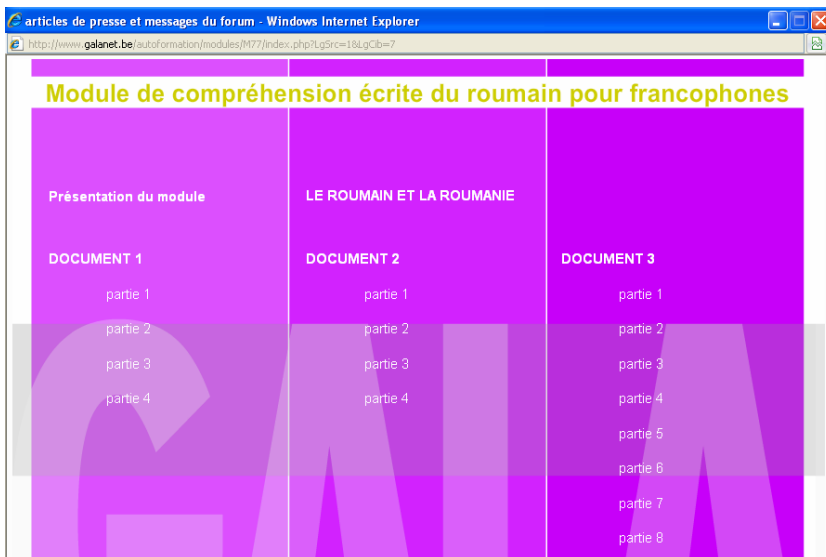 articles de presse et messages du forum - Windows Internet Explorer
http://www.galanet.be/autoformation/modules/M77/index.php?LgSrc=1&LgCib=7
Module de compréhension écrite du roumain pour francophones
Présentation du module
LE ROUMAIN ET LA ROUMANIE
DOCUMENT 1
partie 1
partie 2
partie 3
partie 4
DOCUMENT 2
partie 1
partie 2
partie 3
partie 4
DOCUMENT 3
partie 1
partie 2
partie 3
partie 4
partie 5
partie 6
partie 7
partie 8
GALA